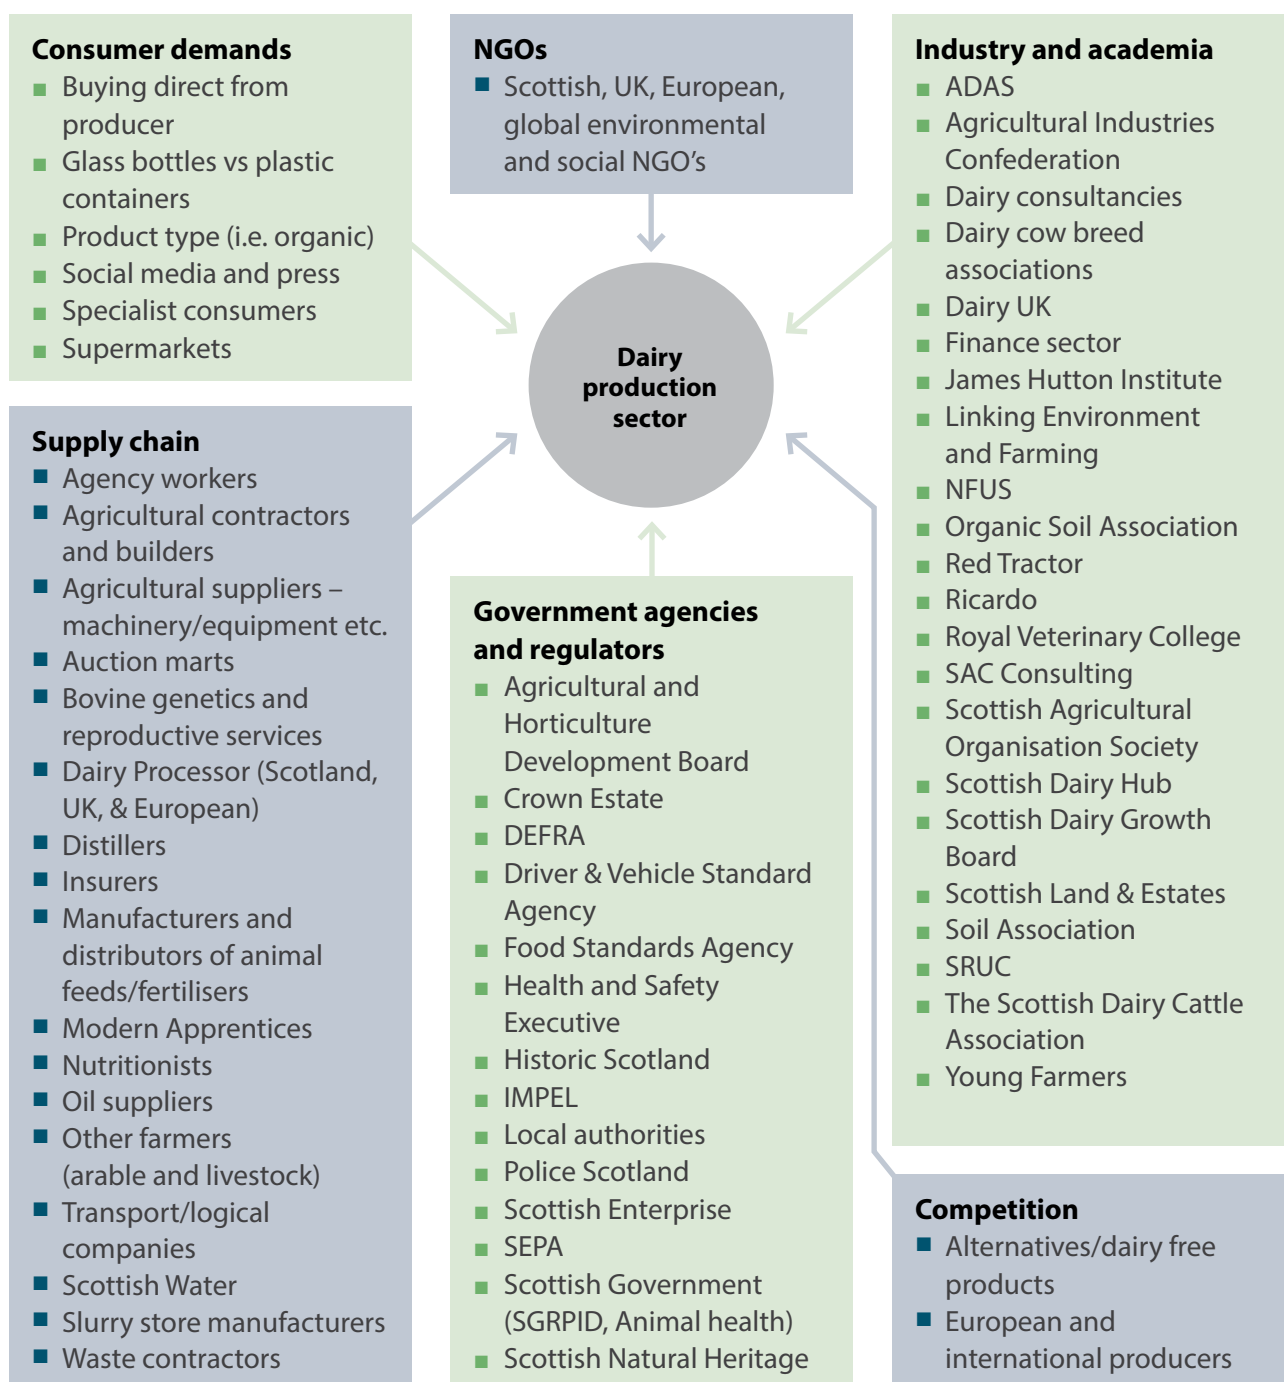 Consumer demands
Buying direct from
producer
Glass bottles vs plastic
containers
Product type (i.e. organic)
Social media and press
Specialist consumers
Supermarkets
NGOs
Scottish, UK, European,
global environmental
and social NGO's
Industry and academia
ADAS
Agricultural Industries
Confederation
Dairy consultancies
Dairy cow breed
associations
Dairy UK
Finance sector
James Hutton Institute
Linking Environment
and Farming
NFUS
Organic Soil Association
Red Tractor
Ricardo
Royal Veterinary College
SAC Consulting
Scottish Agricultural
Organisation Society
Scottish Dairy Hub
Scottish Dairy Growth
Board
Scottish Land & Estates
Soil Association
SRUC
The Scottish Dairy Cattle
Association
Young Farmers
Dairy
production
sector
Supply chain
Agency workers
Agricultural contractors
and builders
Agricultural suppliers –
machinery/equipment etc.
Auction marts
Bovine genetics and
reproductive services
Dairy Processor (Scotland,
UK, & European)
Distillers
Insurers
Manufacturers and
distributors of animal
feeds/fertilisers
Modern Apprentices
Nutritionists
Oil suppliers
Other farmers
(arable and livestock)
Transport/logical
companies
Scottish Water
Slurry store manufacturers
Waste contractors
Government agencies
and regulators
Agricultural and
Horticulture
Development Board
Crown Estate
DEFRA
Driver & Vehicle Standard
Agency
Food Standards Agency
Health and Safety
Executive
Historic Scotland
IMPEL
Local authorities
Police Scotland
Scottish Enterprise
SEPA
Scottish Government
(SGRPID, Animal health)
Scottish Natural Heritage
Competition
Alternatives/dairy free
products
European and
international producers